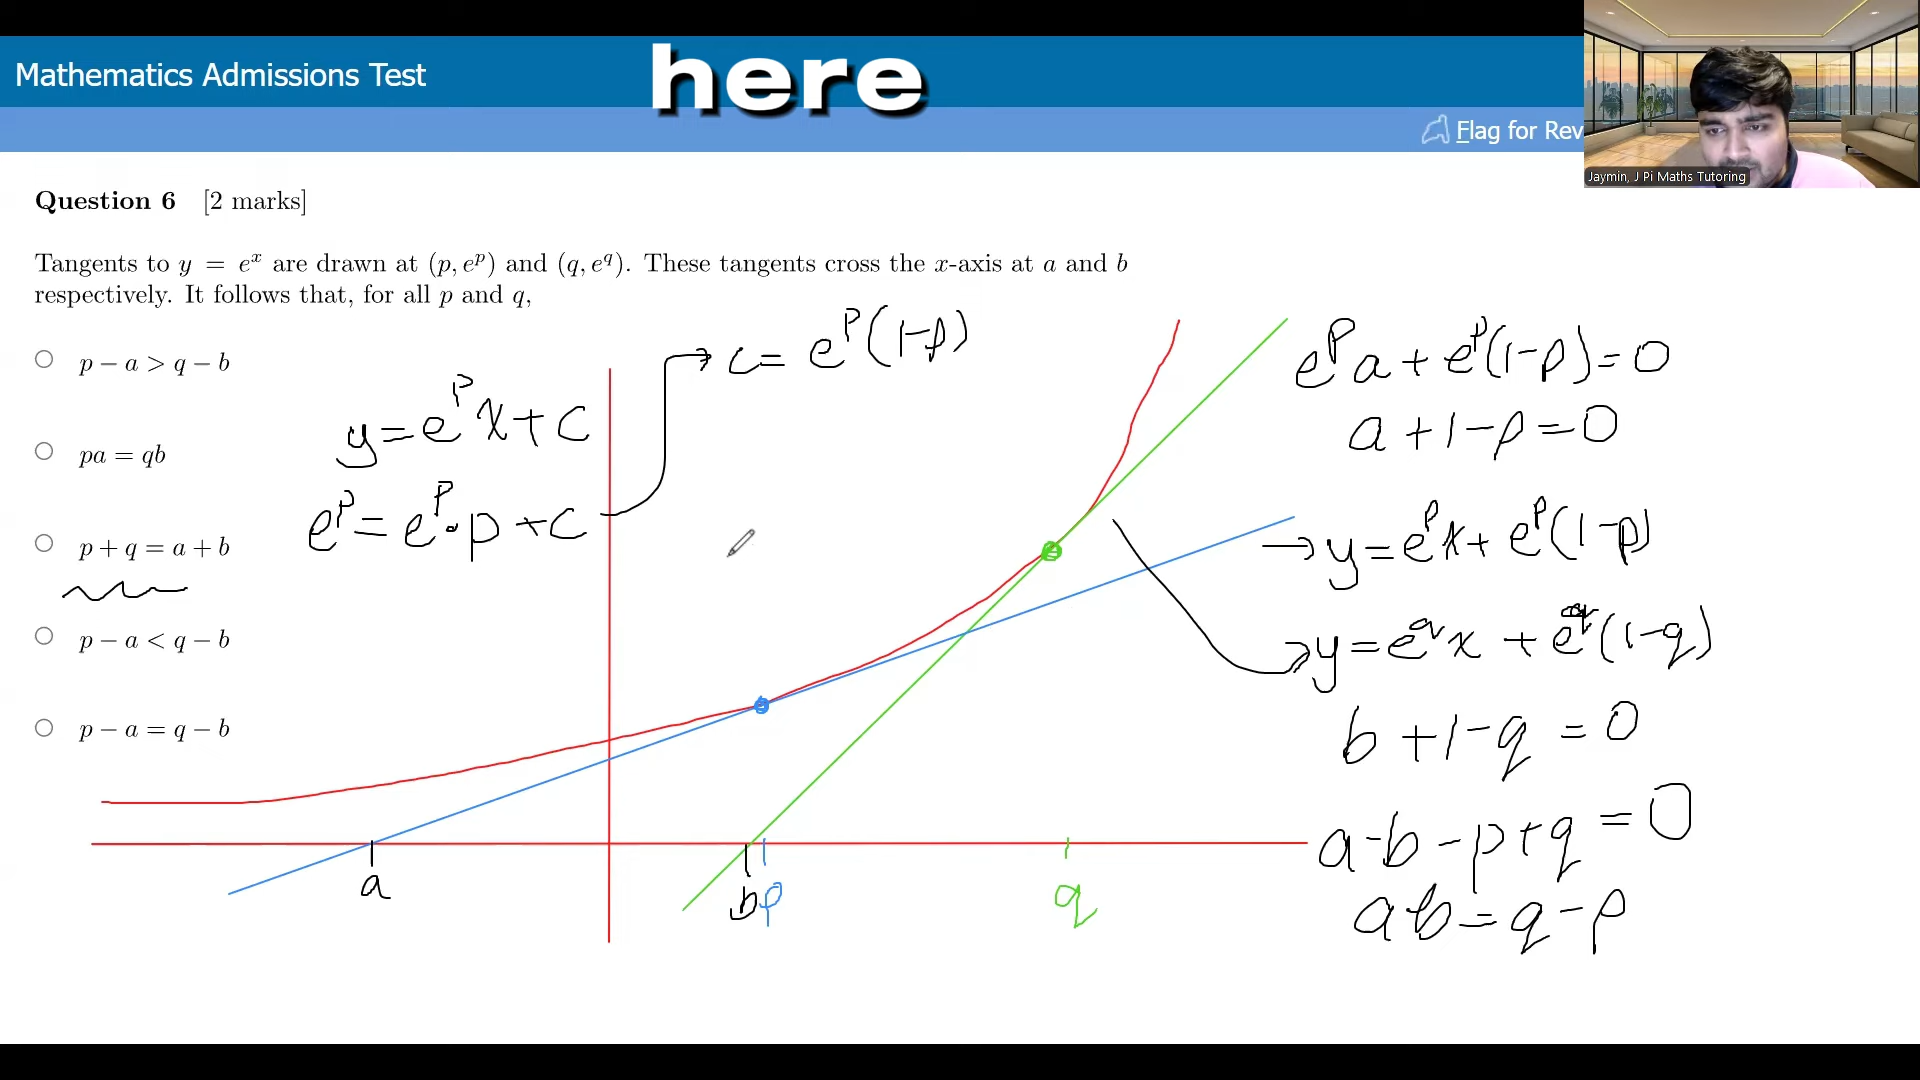 here
Mathematics Admissions Test
Flag for Rev
Jaymin, J Pi Maths Tutoring
Question 6 [2 marks]
Tangents to y = e^x are drawn at (p, e^p) and (q, e^q). These tangents cross the x-axis at a and b
respectively. It follows that, for all p and q,
p − a > q − b
pa = qb
p + q = a + b
p − a < q − b
p − a = q − b
y = e^p x + c
e^p = e^p · p + c
c = e^p (1-p)
e^p a + e^p (1-p) = 0
a + 1 - p = 0
→ y = e^p x + e^p (1-p)
y = e^q x + e^q (1-q)
b + 1 - q = 0
a - b - p + q = 0
ab = q - p
a
b p
q